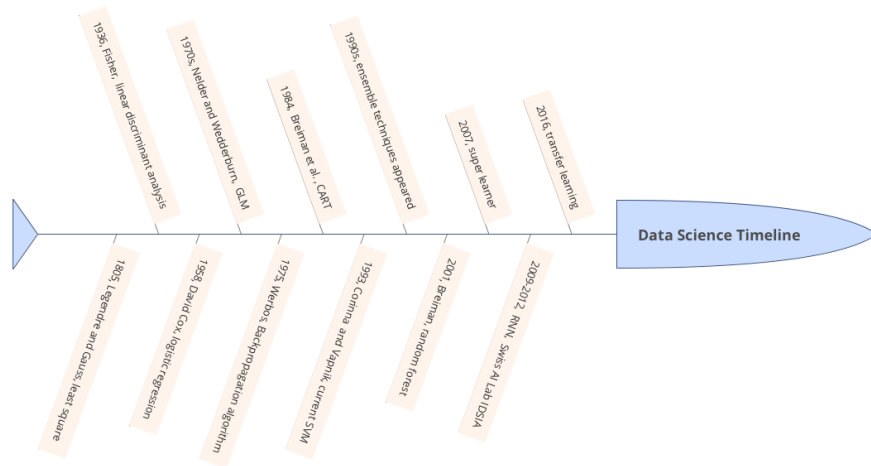 1936, Fisher, linear discriminant analysis
1970s, Nelder and Wedderburn, GLM
1984, Breiman et al., CART
1990s, ensemble techniques appeared
2007, super learner
2016, transfer learning
Data Science Timeline
1805, Legendre and Gauss, least square
1958, David Cox, logistic regression
1975, Werbos, Backpropagation algorithm
1993, Corinna and Vapnik, current SVM
2001, Breiman, random forest
2009-2012, RNN, Swiss AI Lab IDSIA